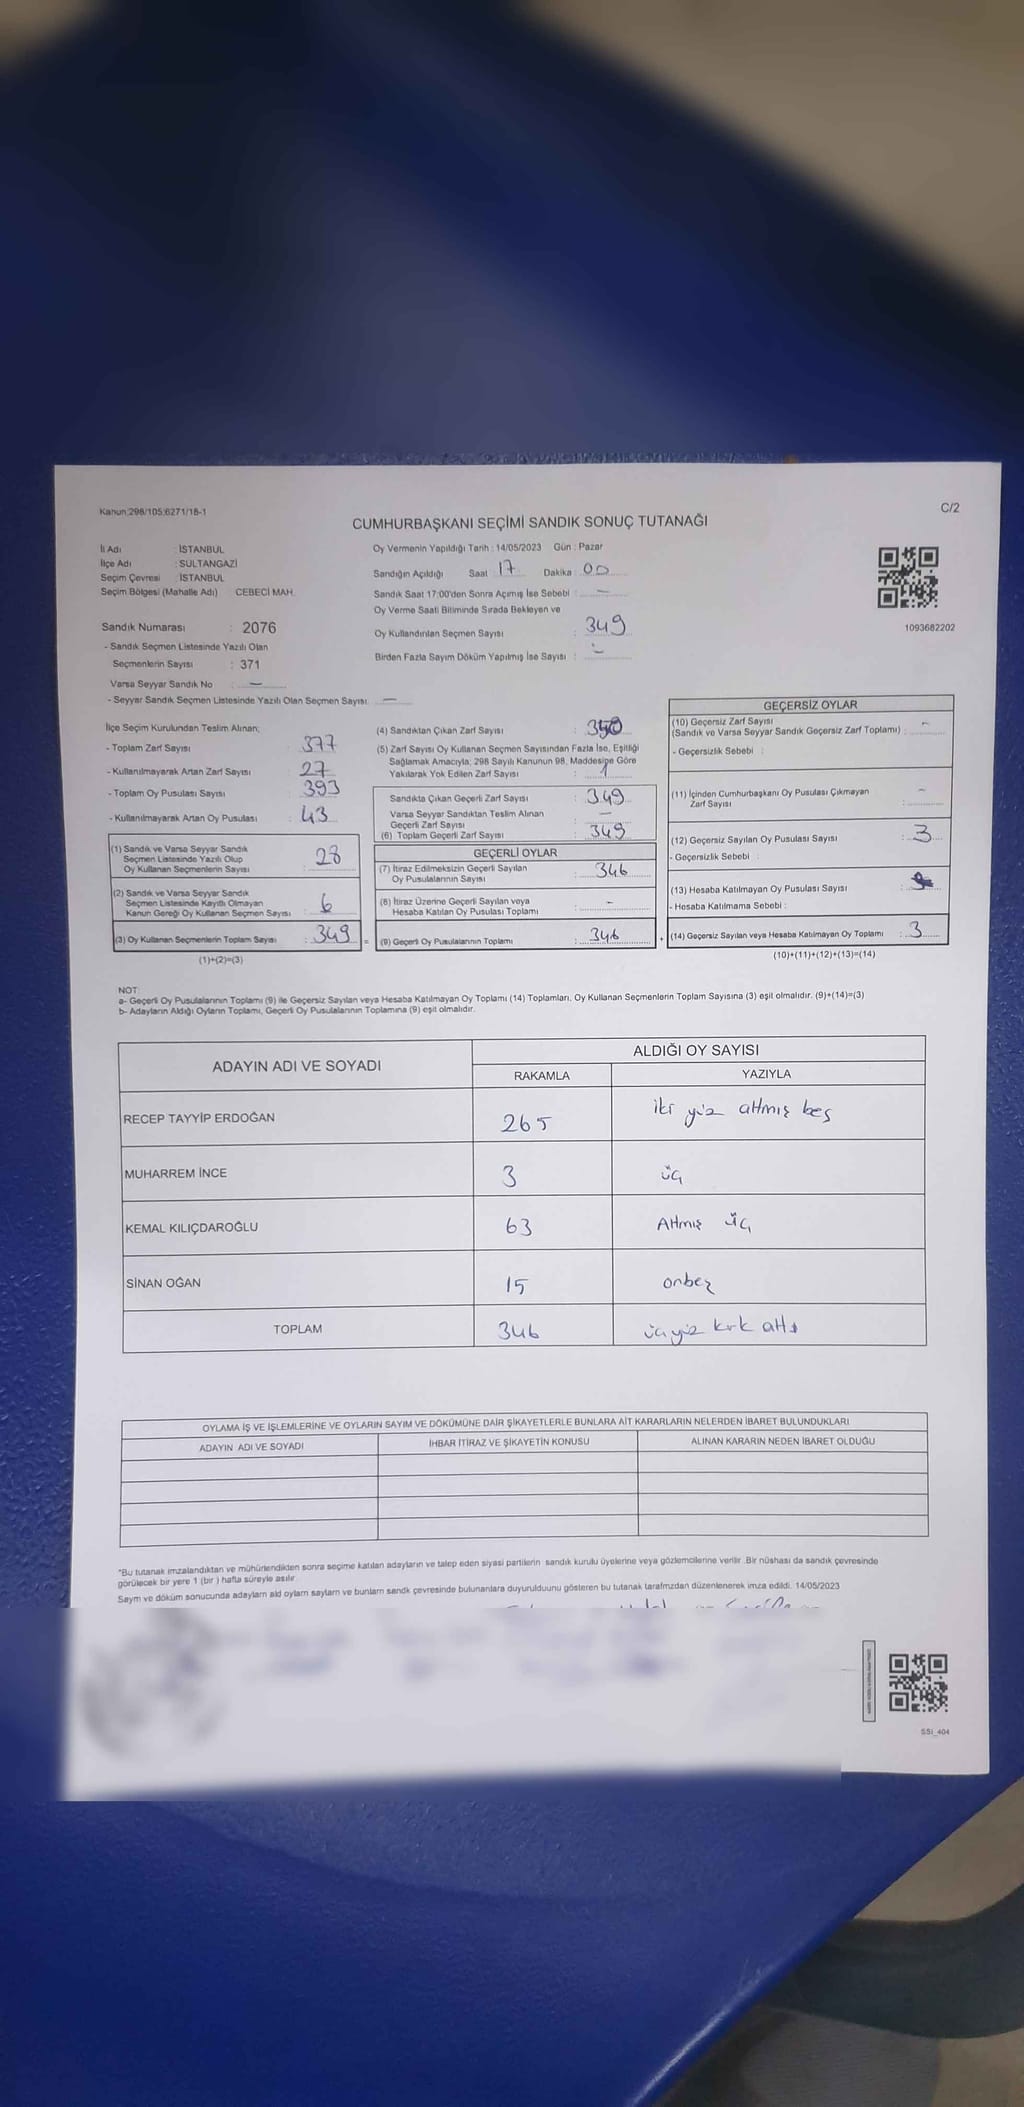 Kanun:298/105;6271/18-1
C/2
CUMHURBAŞKANI SEÇİMİ SANDIK SONUÇ TUTANAĞI
İl Adı : İSTANBUL
İlçe Adı : SULTANGAZİ
Seçim Çevresi : İSTANBUL
Seçim Bölgesi (Mahalle Adı) CEBECİ MAH.
Sandık Numarası : 2076
- Sandık Seçmen Listesinde Yazılı Olan
Seçmenlerin Sayısı : 371
Varsa Seyyar Sandık No : —
- Seyyar Sandık Seçmen Listesinde Yazılı Olan Seçmen Sayısı : —
Oy Vermenin Yapıldığı Tarih : 14/05/2023 Gün : Pazar
Sandığın Açıldığı Saat : 17 Dakika : 00
Sandık Saat 17:00'den Sonra Açılmış İse Sebebi : —
Oy Verme Saati Bitiminde Sırada Bekleyen ve
Oy Kullandırılan Seçmen Sayısı : 349
Birden Fazla Sayım Döküm Yapılmış İse Sayısı :
1093682202
İlçe Seçim Kurulundan Teslim Alınan;
- Toplam Zarf Sayısı : 377
- Kullanılmayarak Artan Zarf Sayısı : 27
- Toplam Oy Pusulası Sayısı : 393
- Kullanılmayarak Artan Oy Pusulası : 43
(1) Sandık ve Varsa Seyyar Sandık
Seçmen Listesinde Yazılı Olup
Oy Kullanan Seçmenlerin Sayısı : 28
(2) Sandık ve Varsa Seyyar Sandık
Seçmen Listesinde Kayıtlı Olmayan
Kanun Gereği Oy Kullanan Seçmen Sayısı : 6
(3) Oy Kullanan Seçmenlerin Toplam Sayısı : 349 =
(1)+(2)=(3)
(4) Sandıktan Çıkan Zarf Sayısı : 350
(5) Zarf Sayısı Oy Kullanan Seçmen Sayısından Fazla İse, Eşitliği
Sağlamak Amacıyla; 298 Sayılı Kanunun 98. Maddesine Göre
Yakılarak Yok Edilen Zarf Sayısı : 1
Sandıkta Çıkan Geçerli Zarf Sayısı : 349
Varsa Seyyar Sandıktan Teslim Alınan
Geçerli Zarf Sayısı : —
(6) Toplam Geçerli Zarf Sayısı : 349
GEÇERLİ OYLAR
(7) İtiraz Edilmeksizin Geçerli Sayılan
Oy Pusulalarının Sayısı : 346
(8) İtiraz Üzerine Geçerli Sayılan veya
Hesaba Katılan Oy Pusulası Toplamı : -
(9) Geçerli Oy Pusulalarının Toplamı : 346 +
GEÇERSİZ OYLAR
(10) Geçersiz Zarf Sayısı
(Sandık ve Varsa Seyyar Sandık Geçersiz Zarf Toplamı) : -
- Geçersizlik Sebebi :
(11) İçinden Cumhurbaşkanı Oy Pusulası Çıkmayan
Zarf Sayısı : -
(12) Geçersiz Sayılan Oy Pusulası Sayısı : 3
- Geçersizlik Sebebi :
(13) Hesaba Katılmayan Oy Pusulası Sayısı :
- Hesaba Katılmama Sebebi :
(14) Geçersiz Sayılan veya Hesaba Katılmayan Oy Toplamı : 3
(10)+(11)+(12)+(13)=(14)
NOT:
a- Geçerli Oy Pusulalarının Toplamı (9) ile Geçersiz Sayılan veya Hesaba Katılmayan Oy Toplamı (14) Toplamları, Oy Kullanan Seçmenlerin Toplam Sayısına (3) eşit olmalıdır. (9)+(14)=(3)
b- Adayların Aldığı Oyların Toplamı, Geçerli Oy Pusulalarının Toplamına (9) eşit olmalıdır.
ADAYIN ADI VE SOYADI
ALDIĞI OY SAYISI
RAKAMLA YAZIYLA
RECEP TAYYİP ERDOĞAN 265 iki yüz altmış beş
MUHARREM İNCE 3 üç
KEMAL KILIÇDAROĞLU 63 Altmış üç
SİNAN OĞAN 15 onbeş
TOPLAM 346 üçyüz kırk altı
OYLAMA İŞ VE İŞLEMLERİNE VE OYLARIN SAYIM VE DÖKÜMÜNE DAİR ŞİKAYETLERLE BUNLARA AİT KARARLARIN NELERDEN İBARET BULUNDUKLARI
ADAYIN ADI VE SOYADI İHBAR İTİRAZ VE ŞİKAYETİN KONUSU ALINAN KARARIN NEDEN İBARET OLDUĞU
*Bu tutanak imzalandıktan ve mühürlendikten sonra seçime katılan adayların ve talep eden siyasi partilerin sandık kurulu üyelerine veya gözlemcilerine verilir. Bir nüshası da sandık çevresinde
görülecek bir yere 1 (bir ) hafta süreyle asılır.
Saym ve döküm sonucunda adaylarn ald oylarn saylarn ve bunlarn sandk çevresinde bulunanlara duyurulduunu gösteren bu tutanak tarafmzdan düzenlenerek imza edildi. 14/05/2023
SSI_404